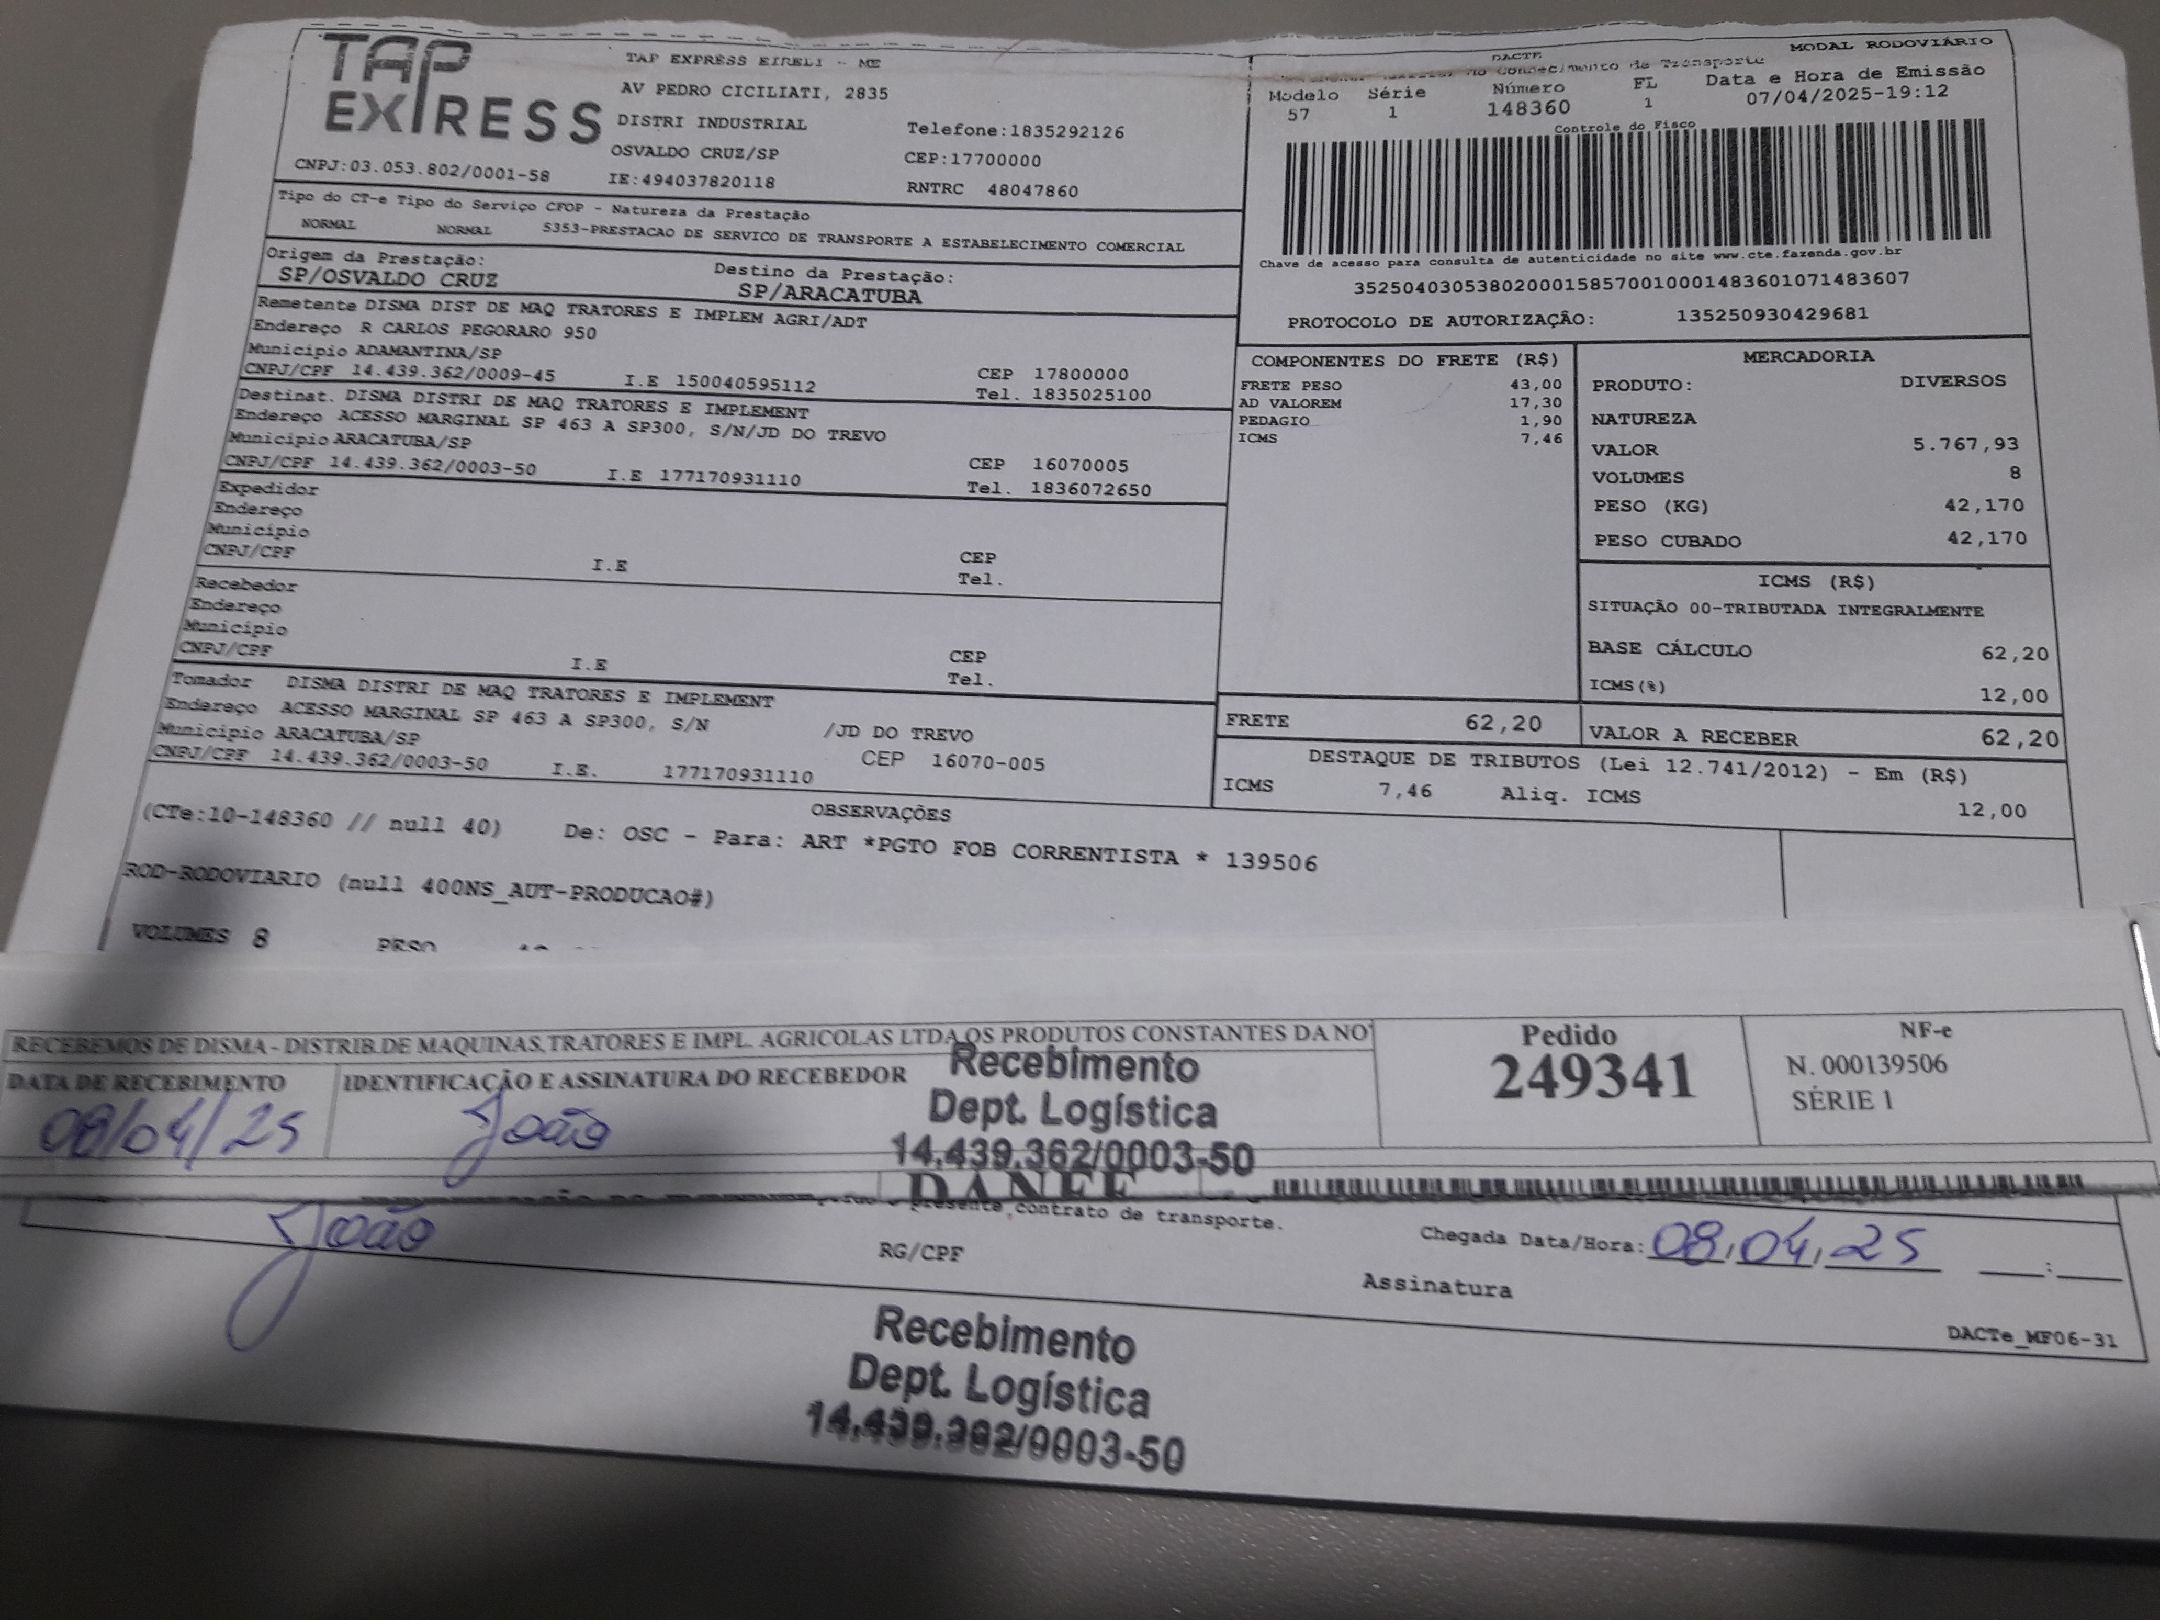 TAP EXPRESS
TAP EXPRESS EIRELI - ME
AV PEDRO CICILIATI, 2835
DISTRI INDUSTRIAL Telefone:1835292126
OSVALDO CRUZ/SP CEP:17700000
CNPJ:03.053.802/0001-58 IE:494037820118 RNTRC 48047860
DACTE MODAL RODOVIÁRIO
Conhecimento de Transporte
Modelo Série Número FL Data e Hora de Emissão
57 1 148360 1 07/04/2025-19:12
Controle do Fisco
Chave de acesso para consulta de autenticidade no site www.cte.fazenda.gov.br
35250403053802000158570010001483601071483607
PROTOCOLO DE AUTORIZAÇÃO: 135250930429681
Tipo do CT-e Tipo do Serviço CFOP - Natureza da Prestação
NORMAL NORMAL 5353-PRESTACAO DE SERVICO DE TRANSPORTE A ESTABELECIMENTO COMERCIAL
Origem da Prestação: Destino da Prestação:
SP/OSVALDO CRUZ SP/ARACATUBA
Remetente DISMA DIST DE MAQ TRATORES E IMPLEM AGRI/ADT
Endereço R CARLOS PEGORARO 950
Município ADAMANTINA/SP CEP 17800000
CNPJ/CPF 14.439.362/0009-45 I.E 150040595112 Tel. 1835025100
Destinat. DISMA DISTRI DE MAQ TRATORES E IMPLEMENT
Endereço ACESSO MARGINAL SP 463 A SP300, S/N/JD DO TREVO
Município ARACATUBA/SP CEP 16070005
CNPJ/CPF 14.439.362/0003-50 I.E 177170931110 Tel. 1836072650
Expedidor
Endereço
Município CEP
CNPJ/CPF I.E Tel.
Recebedor
Endereço
Município CEP
CNPJ/CPF I.E Tel.
Tomador DISMA DISTRI DE MAQ TRATORES E IMPLEMENT
Endereço ACESSO MARGINAL SP 463 A SP300, S/N /JD DO TREVO
Município ARACATUBA/SP CEP 16070-005
CNPJ/CPF 14.439.362/0003-50 I.E. 177170931110
COMPONENTES DO FRETE (R$)
FRETE PESO 43,00
AD VALOREM 17,30
PEDAGIO 1,90
ICMS 7,46
MERCADORIA
PRODUTO: DIVERSOS
NATUREZA
VALOR 5.767,93
VOLUMES 8
PESO (KG) 42,170
PESO CUBADO 42,170
ICMS (R$)
SITUAÇÃO 00-TRIBUTADA INTEGRALMENTE
BASE CÁLCULO 62,20
ICMS(%) 12,00
FRETE 62,20 VALOR A RECEBER 62,20
DESTAQUE DE TRIBUTOS (Lei 12.741/2012) - Em (R$)
ICMS 7,46 Aliq. ICMS 12,00
OBSERVAÇÕES
(CTe:10-148360 // null 40) De: OSC - Para: ART *PGTO FOB CORRENTISTA * 139506
ROD-RODOVIARIO (null 400NS_AUT-PRODUCAO#)
VOLUMES 8 PESO
RECEBEMOS DE DISMA - DISTRIB.DE MAQUINAS,TRATORES E IMPL. AGRICOLAS LTDA OS PRODUTOS CONSTANTES DA NO
DATA DE RECEBIMENTO IDENTIFICAÇÃO E ASSINATURA DO RECEBEDOR
08/04/25 João
Recebimento
Dept. Logística
14.439.362/0003-50
Pedido
249341
NF-e
N. 000139506
SÉRIE 1
DANFE
presente contrato de transporte.
João
RG/CPF
Chegada Data/Hora: 08,04,25 :
Assinatura
DACTe_MF06-31
Recebimento
Dept. Logística
14.439.362/0003-50